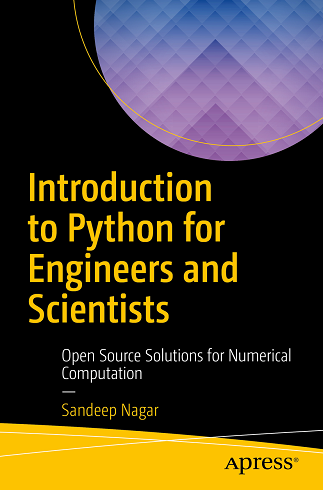 Introduction
to Python for
Engineers and
Scientists
Open Source Solutions for Numerical
Computation
—
Sandeep Nagar
Apress®